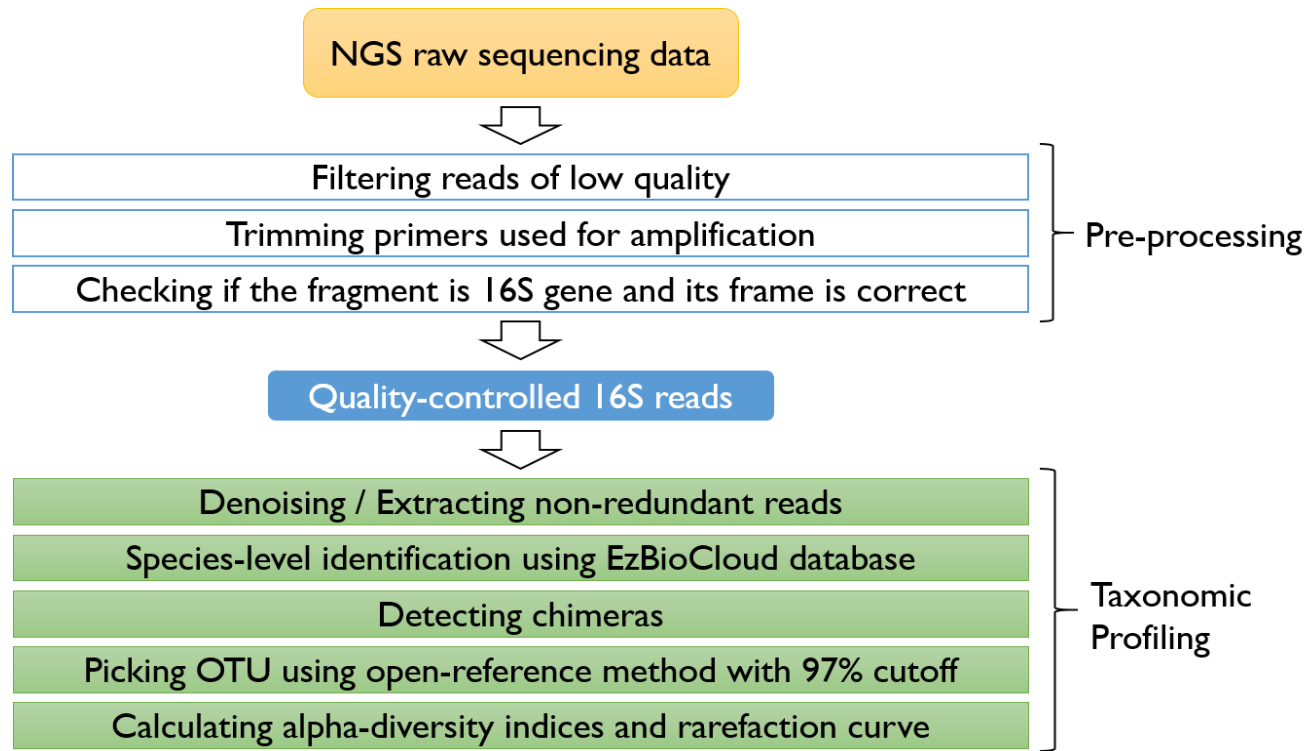 NGS raw sequencing data
Filtering reads of low quality
Trimming primers used for amplification
Checking if the fragment is 16S gene and its frame is correct
Pre-processing
Quality-controlled 16S reads
Denoising / Extracting non-redundant reads
Species-level identification using EzBioCloud database
Detecting chimeras
Picking OTU using open-reference method with 97% cutoff
Calculating alpha-diversity indices and rarefaction curve
Taxonomic
Profiling